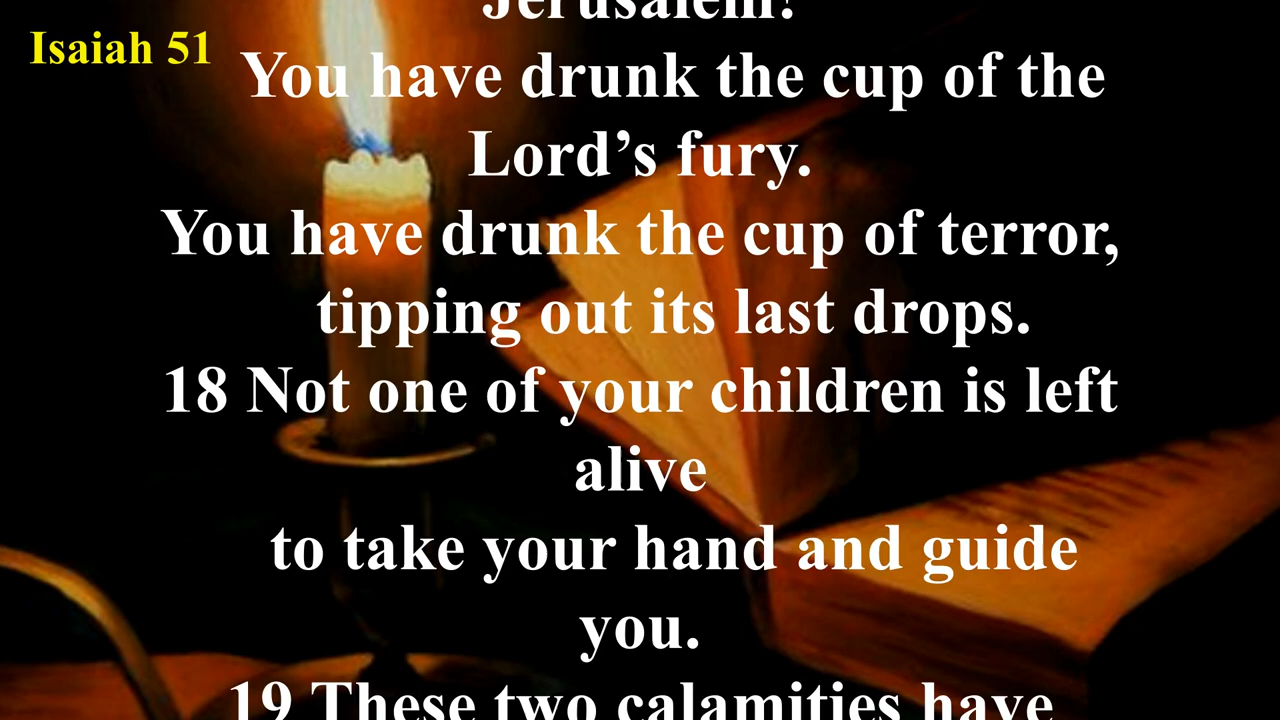 Jerusalem!
Isaiah 51
You have drunk the cup of the
Lord’s fury.
You have drunk the cup of terror,
tipping out its last drops.
18 Not one of your children is left
alive
to take your hand and guide
you.
19 These two calamities have